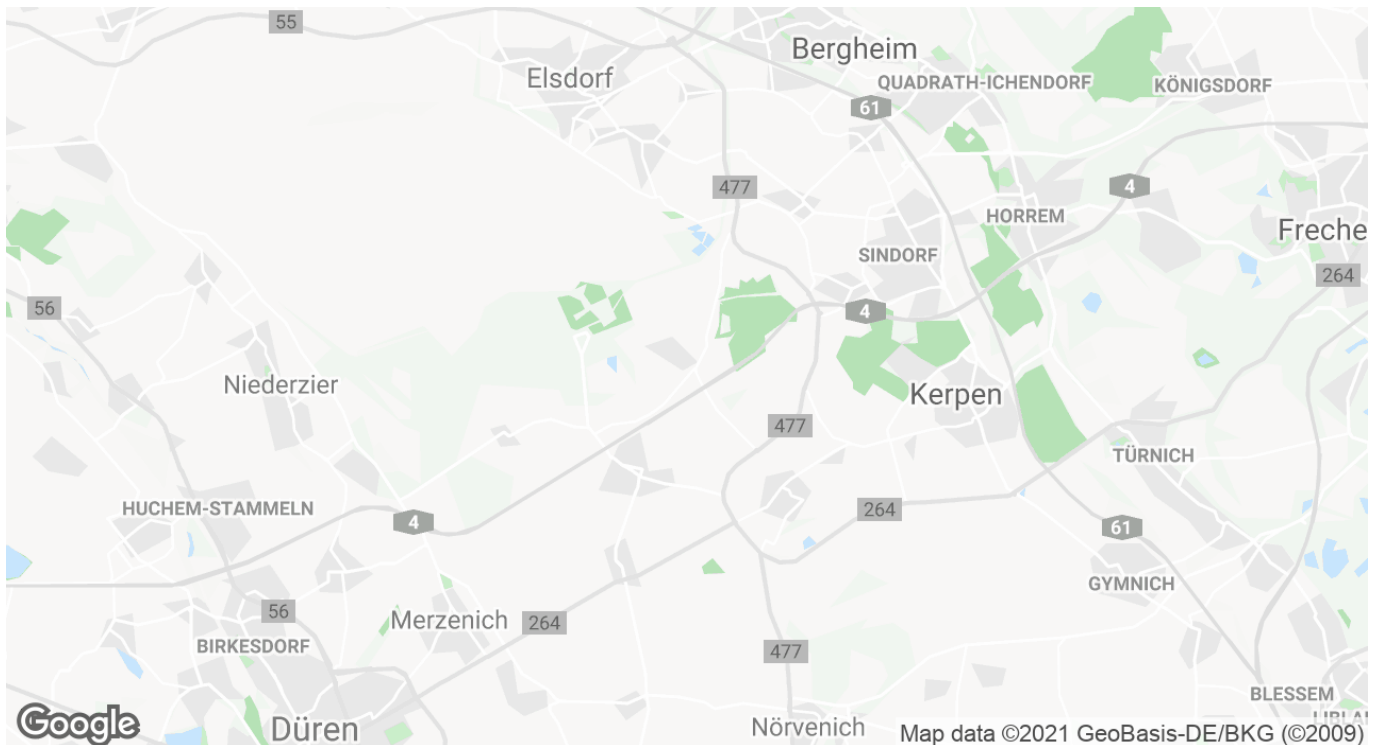 55
Bergheim
Elsdorf
QUADRATH-ICHENDORF
KÖNIGSDORF
61
477
4
HORREM
Freche
SINDORF
264
56
4
Niederzier
Kerpen
477
TÜRNICH
HUCHEM-STAMMELN
264
4
61
GYMNICH
56
Merzenich
264
BIRKESDORF
477
BLESSEM
LIBLAI
Google
Düren
Nörvenich
Map data ©2021 GeoBasis-DE/BKG (©2009)